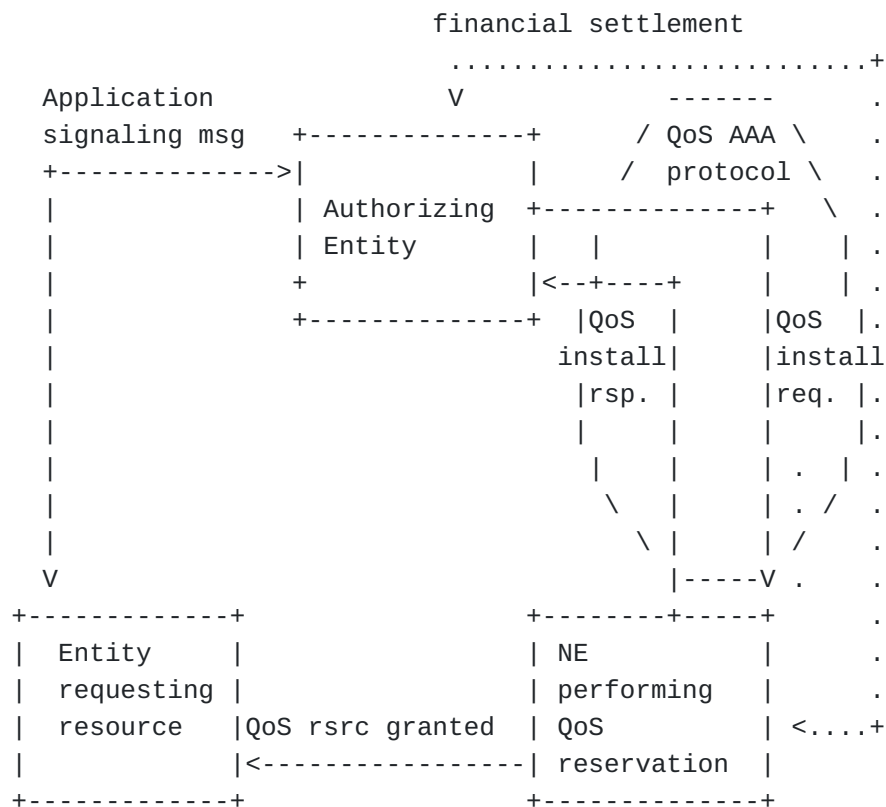 financial settlement
...........................+
Application V ------- .
signaling msg +--------------+ / QoS AAA \ .
+-------------->| | / protocol \ .
| | Authorizing +--------------+ \ .
| | Entity | | | | .
| + |<--+----+ | | .
| +--------------+ |QoS | |QoS |.
| install| |install
| |rsp. | |req. |.
| | | | |.
| | | | . | .
| \ | | . / .
| \ | | / .
V |-----V . .
+-------------+ +--------+-----+ .
| Entity | | NE | .
| requesting | | performing | .
| resource |QoS rsrc granted | QoS | <....+
| |<-----------------| reservation |
+-------------+ +--------------+